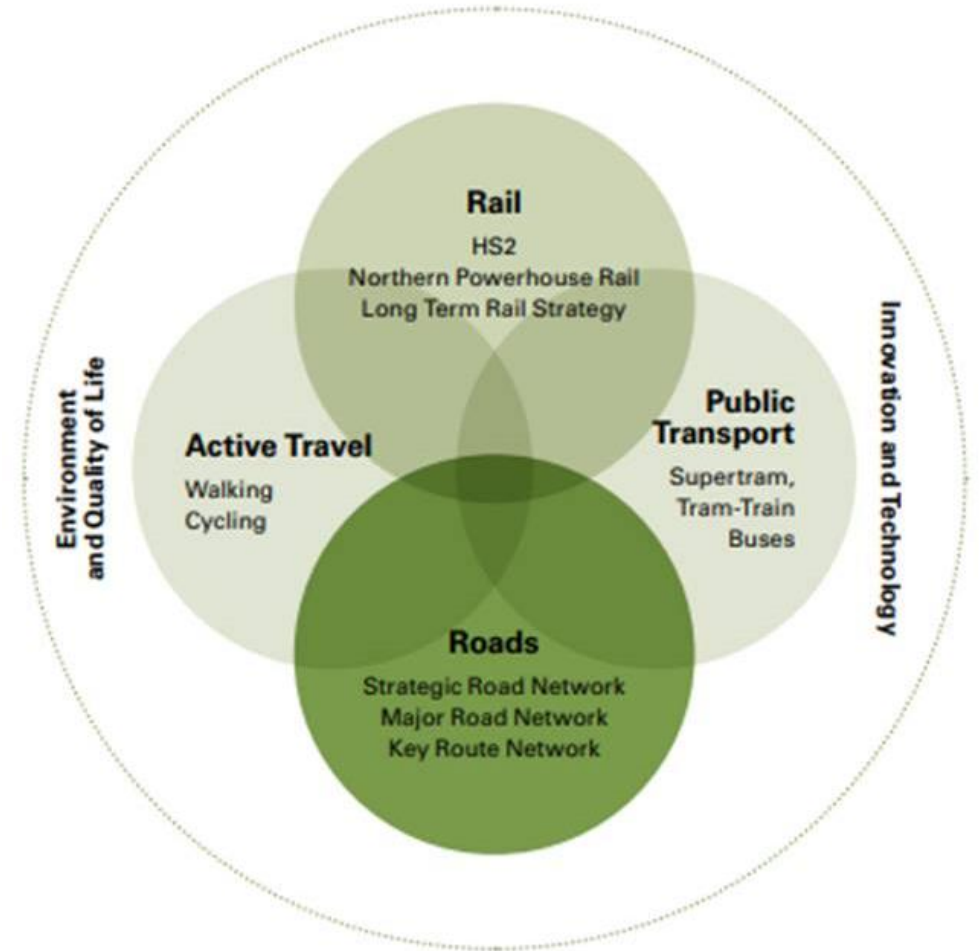 Rail
HS2
Northern Powerhouse Rail
Long Term Rail Strategy
Environment
and Quality of Life
Active Travel
Walking
Cycling
Public
Transport
Supertram,
Tram-Train
Buses
Innovation and Technology
Roads
Strategic Road Network
Major Road Network
Key Route Network